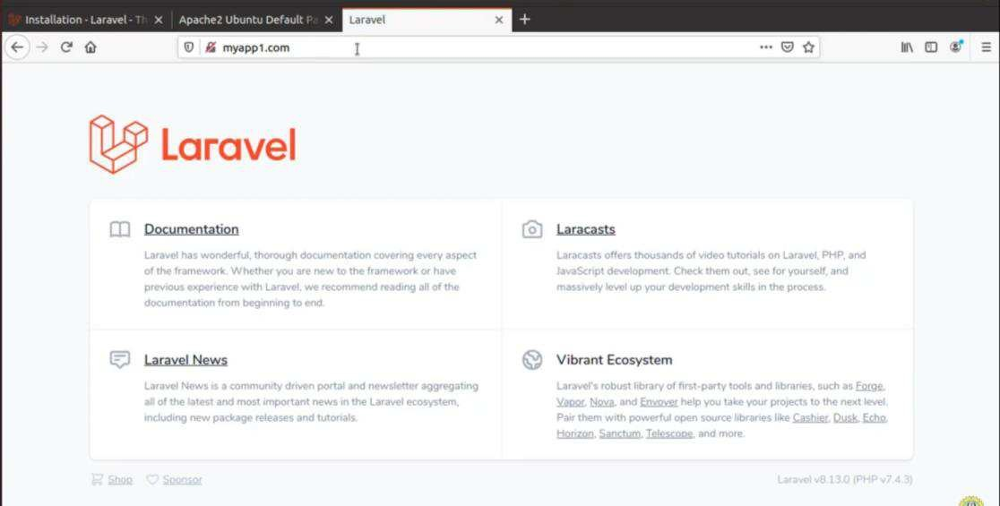 Installation - Laravel - Th
Apache2 Ubuntu Default Pa
Laravel
myapp1.com
Laravel
Documentation
Laravel has wonderful, thorough documentation covering every aspect
of the framework. Whether you are new to the framework or have
previous experience with Laravel, we recommend reading all of the
documentation from beginning to end.
Laracasts
Laracasts offers thousands of video tutorials on Laravel, PHP, and
JavaScript development. Check them out, see for yourself, and
massively level up your development skills in the process.
Laravel News
Laravel News is a community driven portal and newsletter aggregating
all of the latest and most important news in the Laravel ecosystem,
including new package releases and tutorials.
Vibrant Ecosystem
Laravel's robust library of first-party tools and libraries, such as Forge,
Vapor, Nova, and Envoyer help you take your projects to the next level.
Pair them with powerful open source libraries like Cashier, Dusk, Echo,
Horizon, Sanctum, Telescope, and more.
Shop Sponsor
Laravel v8.13.0 (PHP v7.4.3)